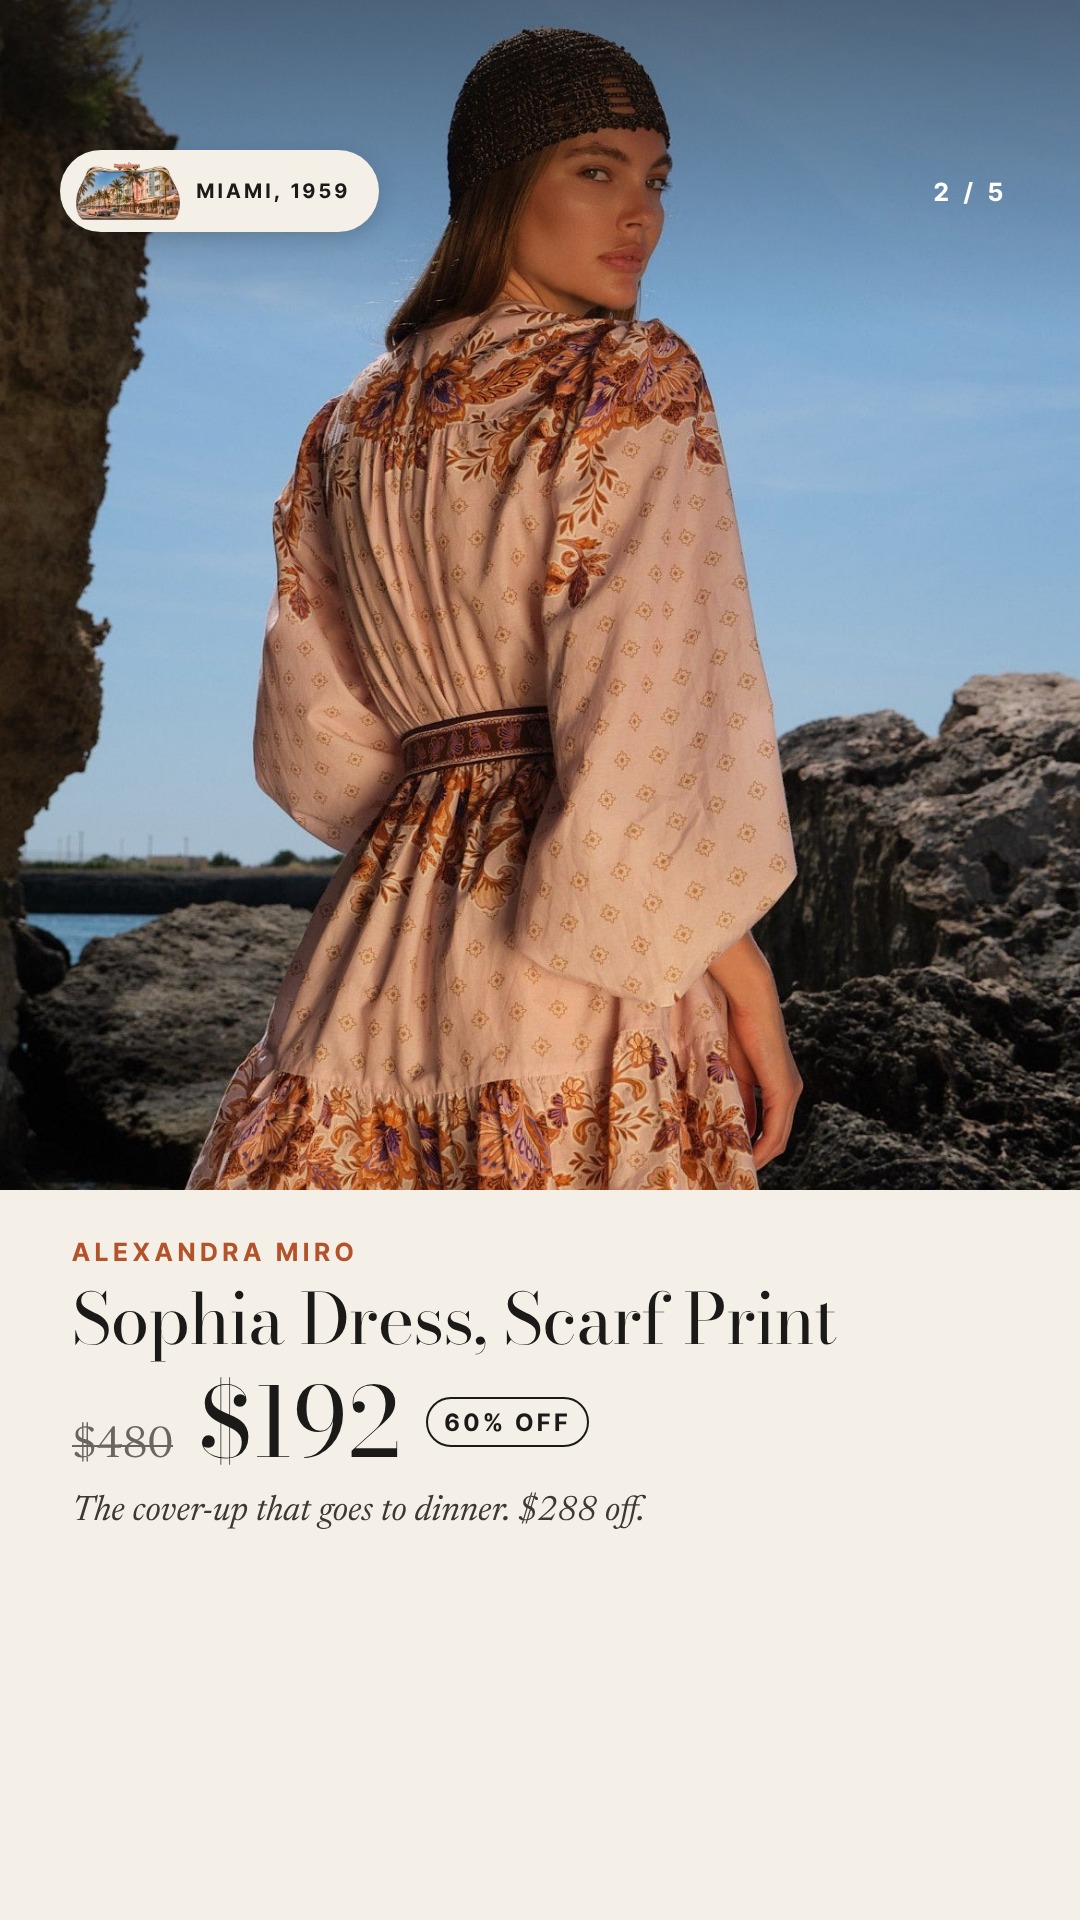 MIAMI, 1959
2 / 5
ALEXANDRA MIRO
Sophia Dress, Scarf Print
$480 $192 60% OFF
The cover-up that goes to dinner. $288 off.